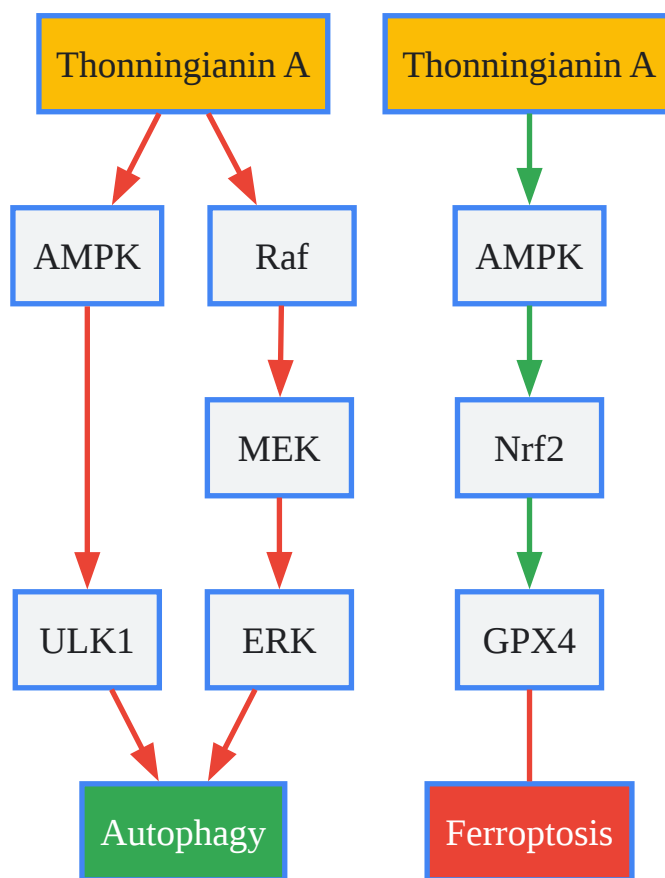 Thonningianin A
Thonningianin A
AMPK
Raf
AMPK
MEK
Nrf2
ULK1
ERK
GPX4
Autophagy
Ferroptosis